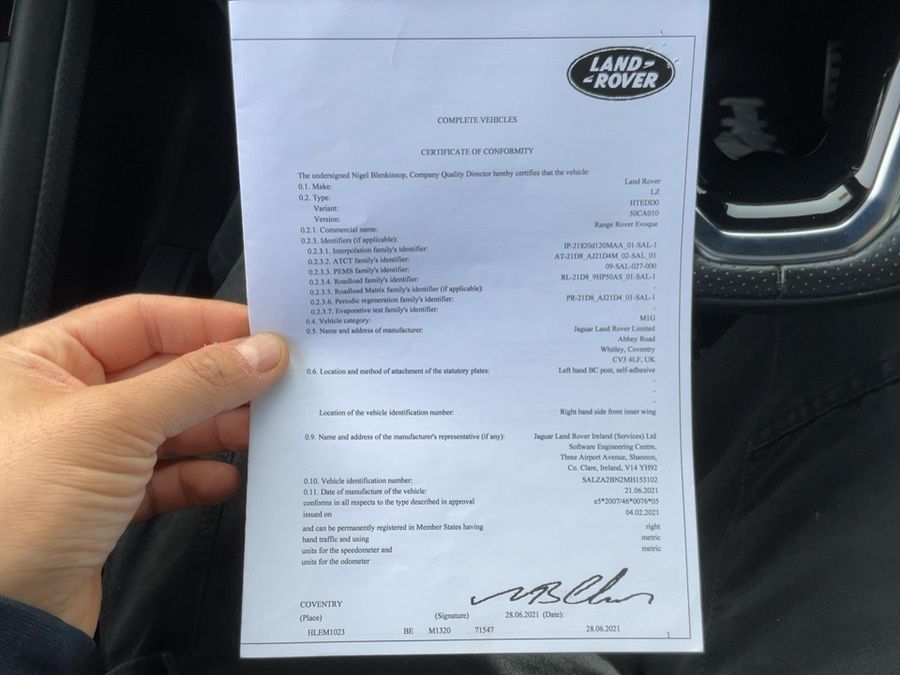 LAND-
-ROVER
COMPLETE VEHICLES
CERTIFICATE OF CONFORMITY
The undersigned Nigel Blenkinsop, Company Quality Director hereby certifies that the vehicle:
0.1. Make: Land Rover
0.2. Type: LZ
Variant: HTEDD0
Version: 50CA010
0.2.1. Commercial name: Range Rover Evoque
0.2.3. Identifiers (if applicable):
0.2.3.1. Interpolation family's identifier: IP-21820d120MAA_01-SAL-1
0.2.3.2. ATCT family's identifier: AT-21D8_AJ21D4M_02-SAL_01
0.2.3.3. PEMS family's identifier: 09-SAL-027-000
0.2.3.4. Roadload family's identifier: RL-21D8_9HP50AS_01-SAL-1
0.2.3.5. Roadload Matrix family's identifier (if applicable): -
0.2.3.6. Periodic regeneration family's identifier: PR-21D8_AJ21D4_01-SAL-1
0.2.3.7. Evaporative test family's identifier: -
0.4. Vehicle category: M1G
0.5. Name and address of manufacturer: Jaguar Land Rover Limited
Abbey Road
Whitley, Coventry
CV3 4LF, UK
0.6. Location and method of attachment of the statutory plates: Left hand BC post, self-adhesive
-
-
-
Location of the vehicle identification number: Right hand side front inner wing
0.9. Name and address of the manufacturer's representative (if any): Jaguar Land Rover Ireland (Services) Ltd
Software Engineering Centre,
Three Airport Avenue, Shannon,
Co. Clare, Ireland, V14 YH92
0.10. Vehicle identification number: SALZA2BN2MH153102
0.11. Date of manufacture of the vehicle: 21.06.2021
conforms in all respects to the type described in approval e5*2007/46*0076*05
issued on 04.02.2021
and can be permanently registered in Member States having right
hand traffic and using metric
units for the speedometer and metric
units for the odometer
COVENTRY
(Place) (Signature) 28.06.2021 (Date):
HLEM1023 BE M1320 71547 28.06.2021
1